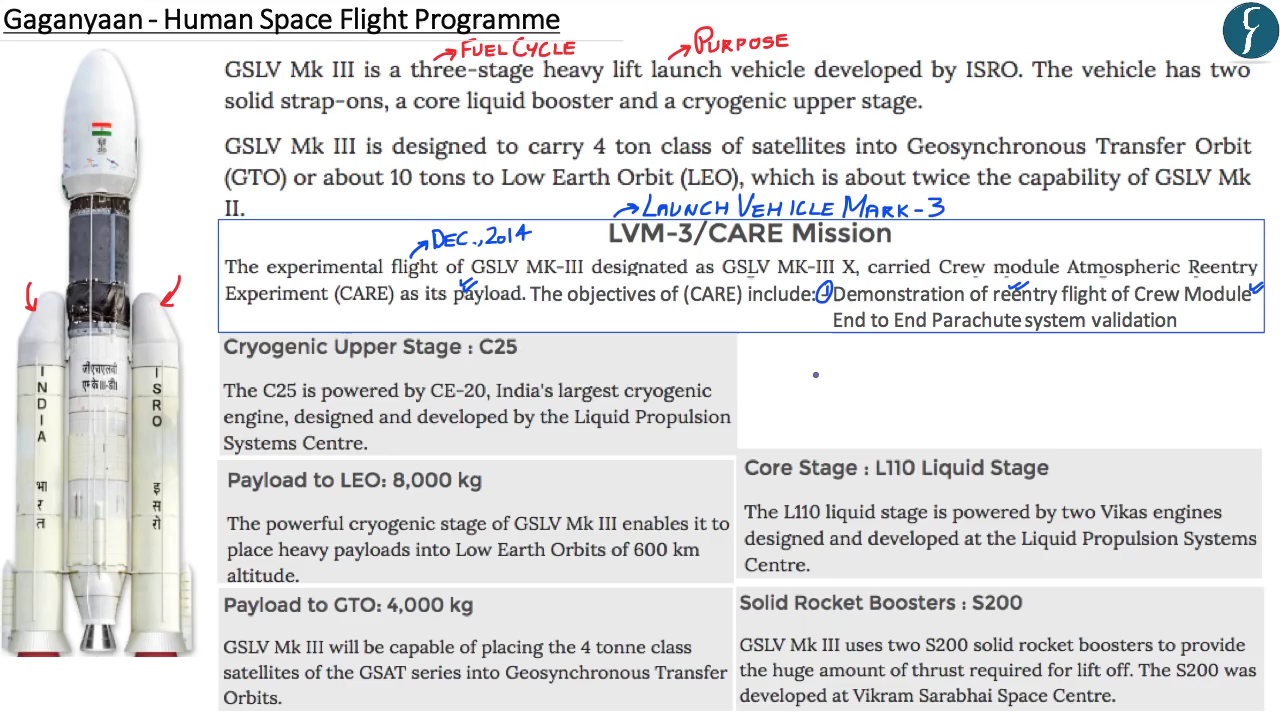 Gaganyaan - Human Space Flight Programme
FUEL CYCLE
PURPOSE
GSLV Mk III is a three-stage heavy lift launch vehicle developed by ISRO. The vehicle has two
solid strap-ons, a core liquid booster and a cryogenic upper stage.
GSLV Mk III is designed to carry 4 ton class of satellites into Geosynchronous Transfer Orbit
(GTO) or about 10 tons to Low Earth Orbit (LEO), which is about twice the capability of GSLV Mk
II.
LAUNCH VEHICLE MARK-3
DEC., 2014
LVM-3/CARE Mission
The experimental flight of GSLV MK-III designated as GSLV MK-III X, carried Crew module Atmospheric Reentry
Experiment (CARE) as its payload. The objectives of (CARE) include: 1 Demonstration of reentry flight of Crew Module
End to End Parachute system validation
Cryogenic Upper Stage : C25
The C25 is powered by CE-20, India's largest cryogenic
engine, designed and developed by the Liquid Propulsion
Systems Centre.
Payload to LEO: 8,000 kg
The powerful cryogenic stage of GSLV Mk III enables it to
place heavy payloads into Low Earth Orbits of 600 km
altitude.
Payload to GTO: 4,000 kg
GSLV Mk III will be capable of placing the 4 tonne class
satellites of the GSAT series into Geosynchronous Transfer
Orbits.
Core Stage : L110 Liquid Stage
The L110 liquid stage is powered by two Vikas engines
designed and developed at the Liquid Propulsion Systems
Centre.
Solid Rocket Boosters : S200
GSLV Mk III uses two S200 solid rocket boosters to provide
the huge amount of thrust required for lift off. The S200 was
developed at Vikram Sarabhai Space Centre.
INDIA
भारत
ISRO
इसरो